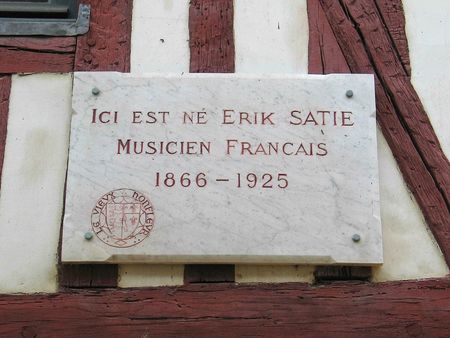 ICI EST NÉ ERIK SATIE
MUSICIEN FRANCAIS
1866 – 1925
LE VIEUX HONFLEUR